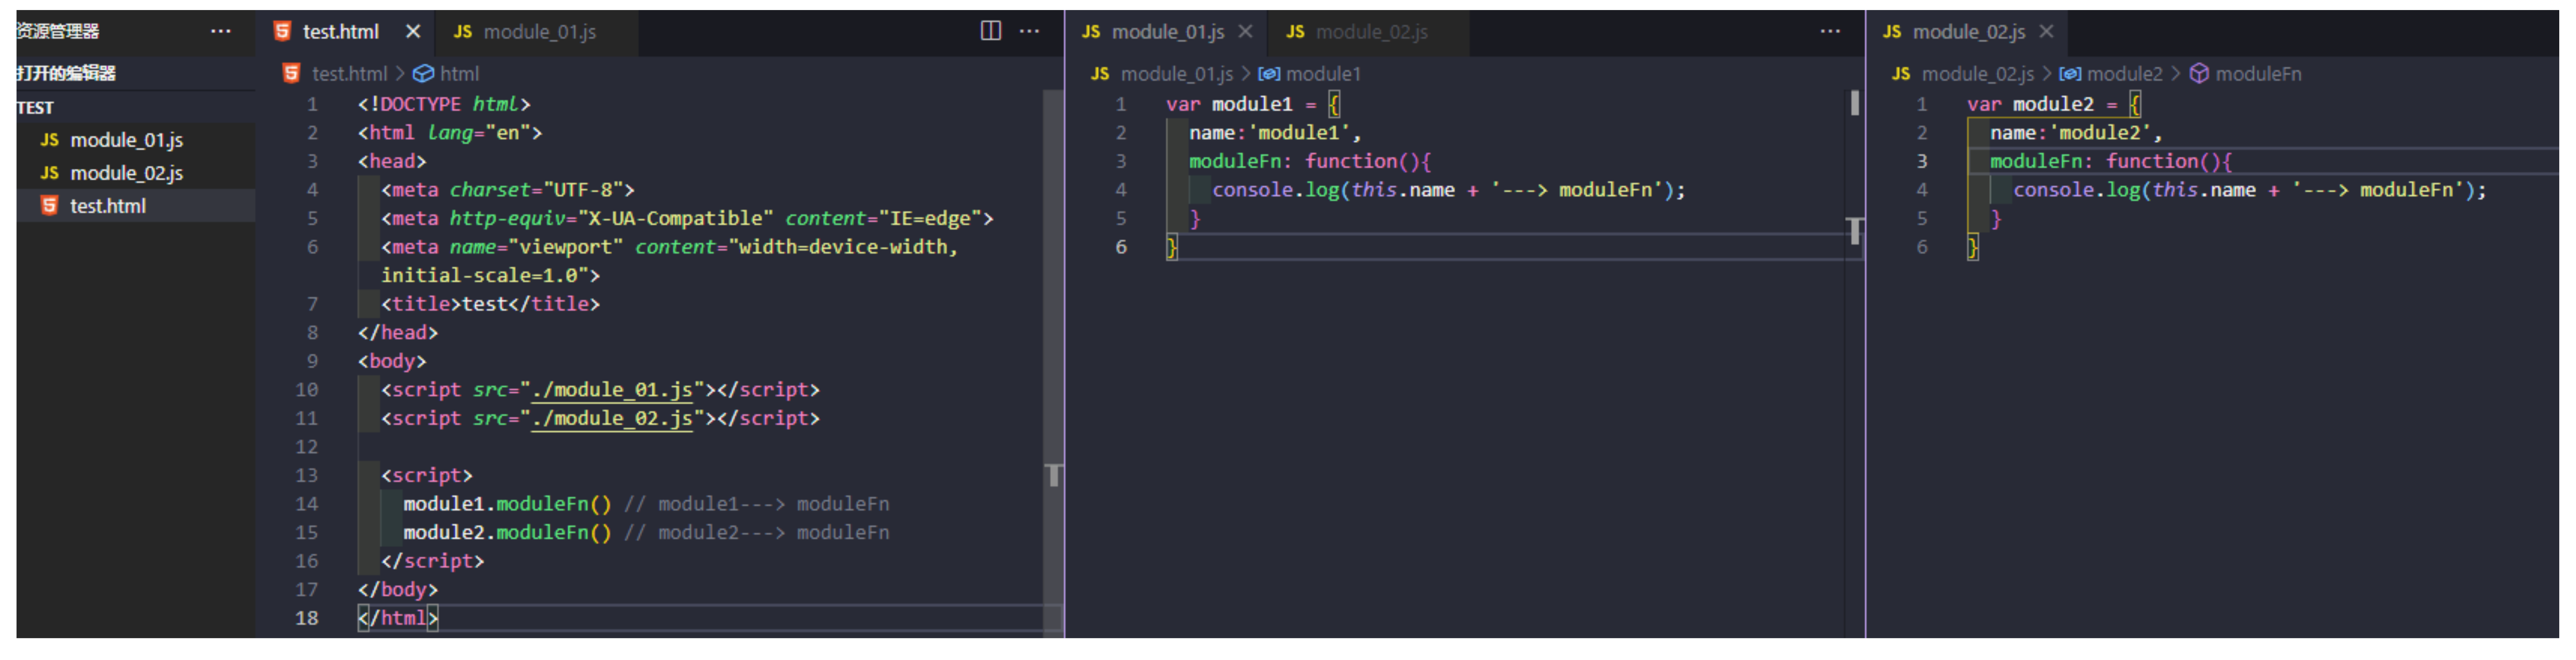 资源管理器 ···
打开的编辑器
TEST
JS module_01.js
JS module_02.js
test.html
test.html × JS module_01.js ···
test.html > html
1 <!DOCTYPE html>
2 <html lang="en">
3 <head>
4 <meta charset="UTF-8">
5 <meta http-equiv="X-UA-Compatible" content="IE=edge">
6 <meta name="viewport" content="width=device-width,
initial-scale=1.0">
7 <title>test</title>
8 </head>
9 <body>
10 <script src="./module_01.js"></script>
11 <script src="./module_02.js"></script>
12
13 <script>
14 module1.moduleFn() // module1---> moduleFn
15 module2.moduleFn() // module2---> moduleFn
16 </script>
17 </body>
18 </html>
JS module_01.js × JS module_02.js ···
JS module_01.js > module1
1 var module1 = {
2 name:'module1',
3 moduleFn: function(){
4 console.log(this.name + '---> moduleFn');
5 }
6 }
JS module_02.js ×
JS module_02.js > module2 > moduleFn
1 var module2 = {
2 name:'module2',
3 moduleFn: function(){
4 console.log(this.name + '---> moduleFn');
5 }
6 }